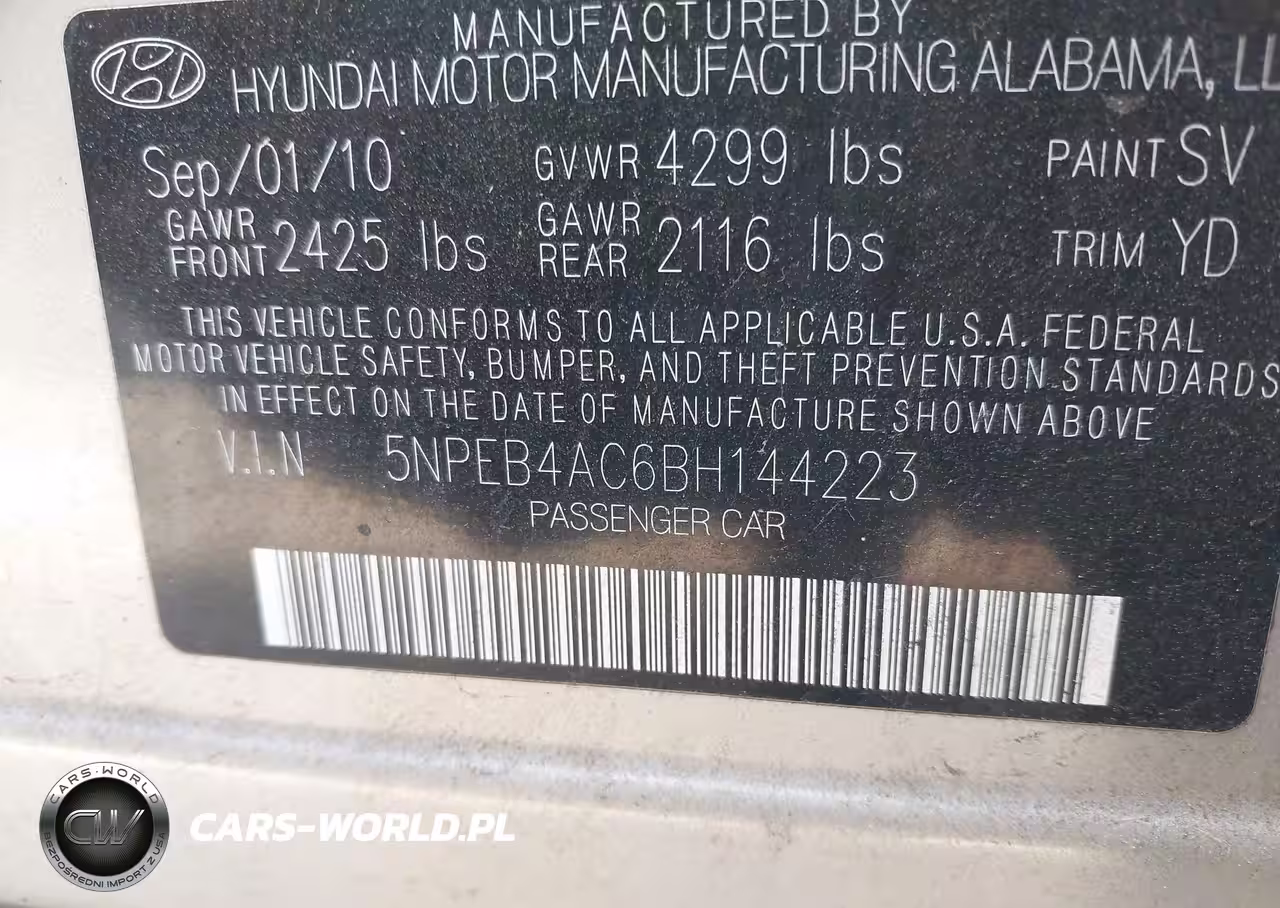 MANUFACTURED BY
HYUNDAI MOTOR MANUFACTURING ALABAMA,
Sep/01/10 GVWR 4299 lbs PAINT SV
GAWR FRONT 2425 lbs GAWR REAR 2116 lbs TRIM YD
THIS VEHICLE CONFORMS TO ALL APPLICABLE U.S.A. FEDERAL
MOTOR VEHICLE SAFETY, BUMPER, AND THEFT PREVENTION STANDARDS
IN EFFECT ON THE DATE OF MANUFACTURE SHOWN ABOVE
V.I.N 5NPEB4AC6BH144223
PASSENGER CAR
CARS-WORLD
CW
BEZPOŚREDNI IMPORT Z USA
CARS-WORLD.PL